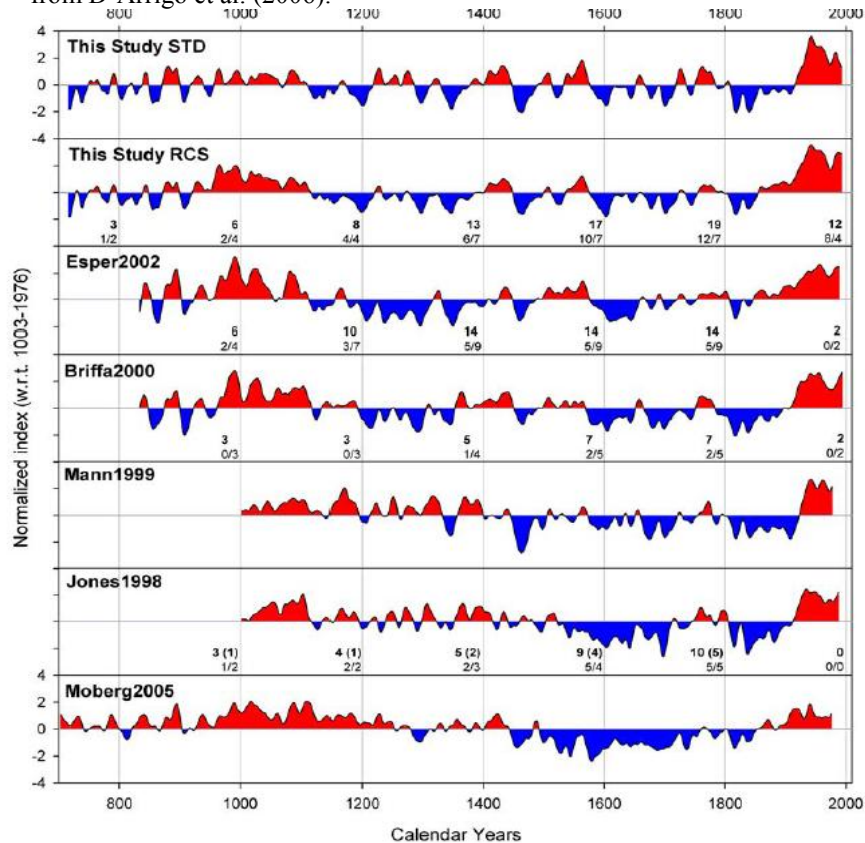 from D'Arrigo et al. (2006).
800 1000 1200 1400 1600 1800 2000
4
This Study STD
2
0
-2
-4
This Study RCS
3 6 8 13 17 19 12
1/2 2/4 4/4 6/7 10/7 12/7 8/4
Esper2002
6 10 14 14 14 2
2/4 3/7 5/9 5/9 5/9 0/2
Briffa2000
3 3 5 7 7 2
0/3 0/3 1/4 2/5 2/5 0/2
Normalized index (w.r.t. 1003-1976)
Mann1999
Jones1998
3 (1) 4 (1) 5 (2) 9 (4) 10 (5) 0
1/2 2/2 2/3 5/4 5/5 0/0
4
Moberg2005
2
0
-2
-4
800 1000 1200 1400 1600 1800 2000
Calendar Years